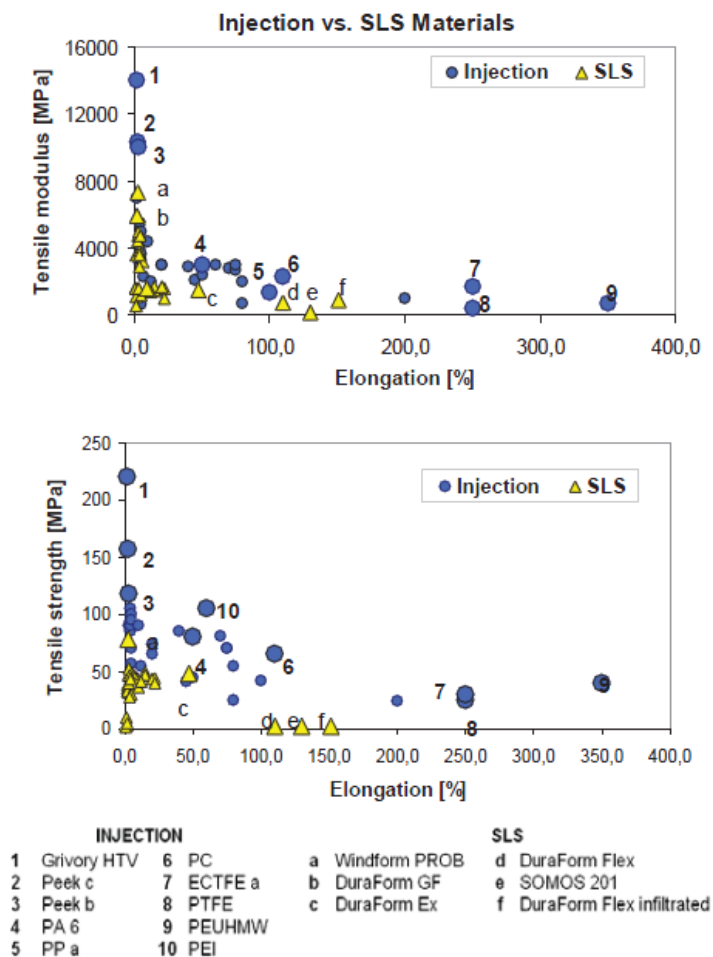 Injection vs. SLS Materials
Tensile modulus [MPa]
16000
12000
8000
4000
0
Injection SLS
1
2
3
a
b
4
c
5
6
d
e
f
7
8
9
0,0 100,0 200,0 300,0 400,0
Elongation [%]
Tensile strength [MPa]
250
200
150
100
50
0
Injection SLS
1
2
3
10
4
6
c
d
e
f
7
8
9
0,0 50,0 100,0 150,0 200,0 250,0 300,0 350,0 400,0
Elongation [%]
INJECTION SLS
1 Grivory HTV 6 PC a Windform PROB d DuraForm Flex
2 Peek c 7 ECTFE a b DuraForm GF e SOMOS 201
3 Peek b 8 PTFE c DuraForm Ex f DuraForm Flex infiltrated
4 PA 6 9 PEUHMW
5 PP a 10 PEI